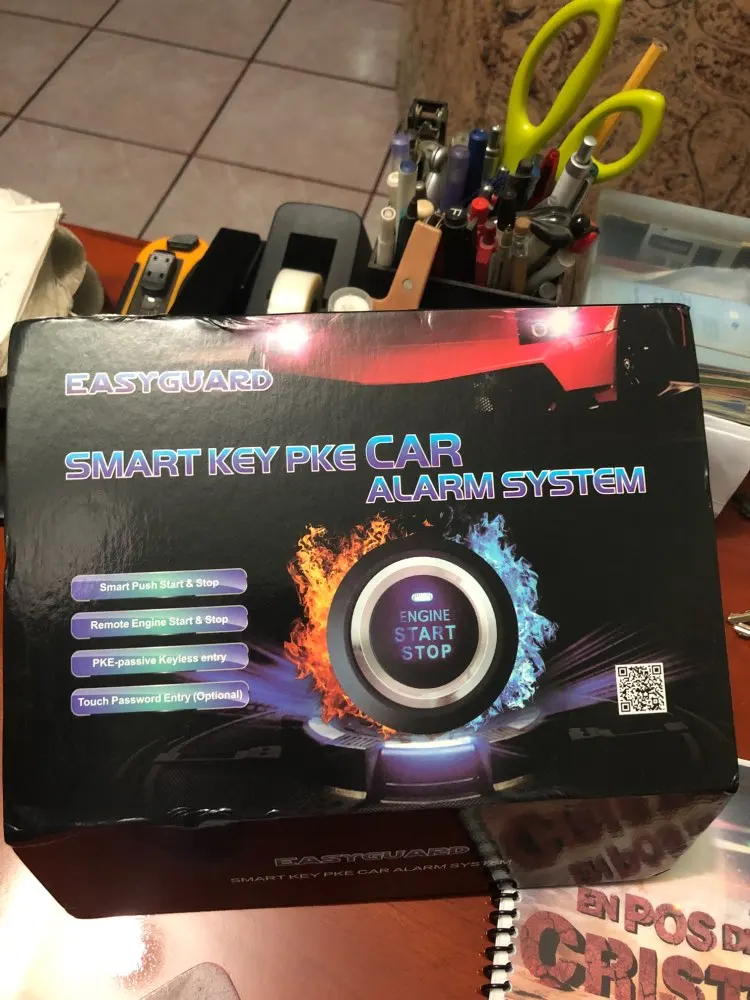 EASYGUARD
SMART KEY PKE CAR
ALARM SYSTEM
Smart Push Start & Stop
Remote Engine Start & Stop
PKE-passive Keyless entry
Touch Password Entry (Optional)
ENGINE
START
STOP
EASYGUARD
SMART KEY PKE CAR ALARM SYSTEM
EN POS D
CRIST